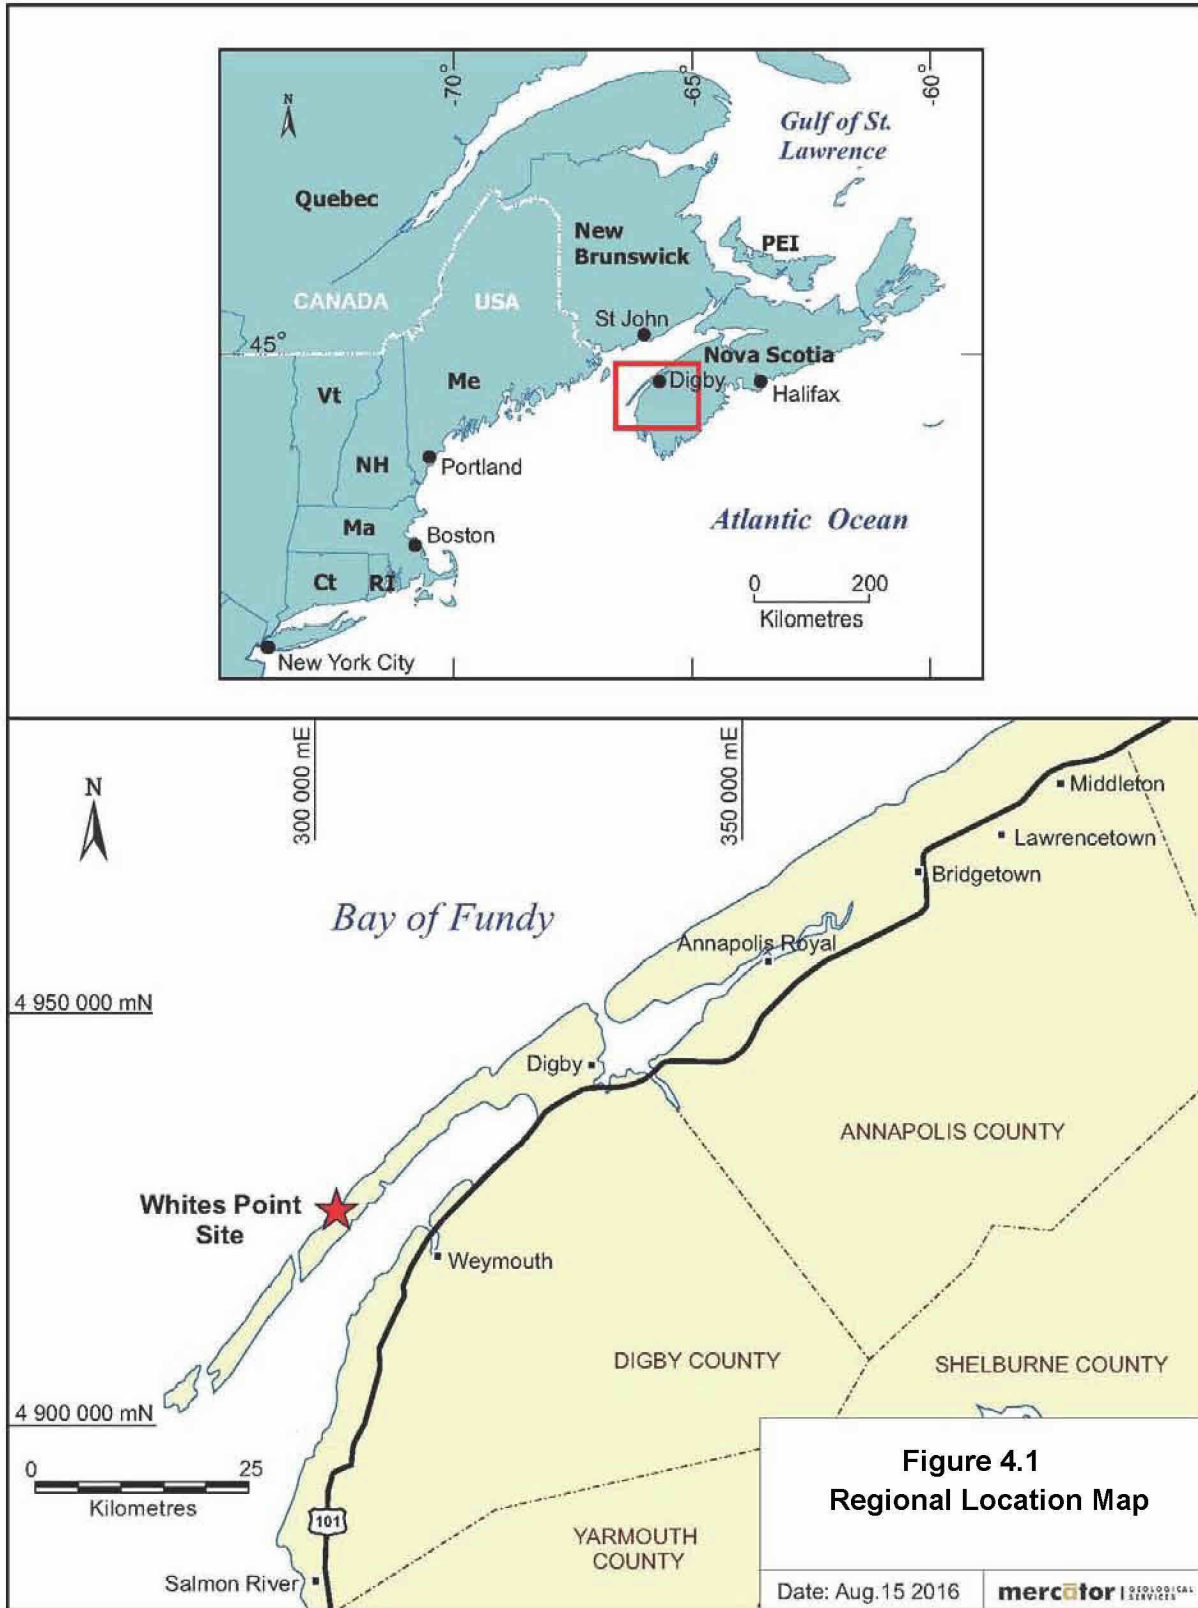 N
-70°
-65°
-60°
Gulf of St.
Lawrence
Quebec
New
Brunswick
PEI
CANADA
USA
St John
45°
Nova Scotia
Vt
Me
Digby
Halifax
NH
Portland
Atlantic Ocean
Ma
Boston
Ct
RI
0 200
Kilometres
New York City
300 000 mE
350 000 mE
N
Middleton
Lawrencetown
Bridgetown
Bay of Fundy
Annapolis Royal
4 950 000 mN
Digby
ANNAPOLIS COUNTY
Whites Point
Site
Weymouth
DIGBY COUNTY
SHELBURNE COUNTY
4 900 000 mN
0 25
Kilometres
Figure 4.1
Regional Location Map
101
YARMOUTH
COUNTY
Salmon River
Date: Aug.15 2016
mercātor
GEOLOGICAL
SERVICES